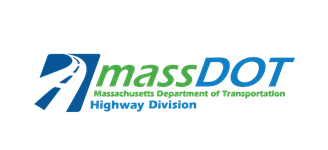 massDOT
Massachusetts Department of Transportation
Highway Division